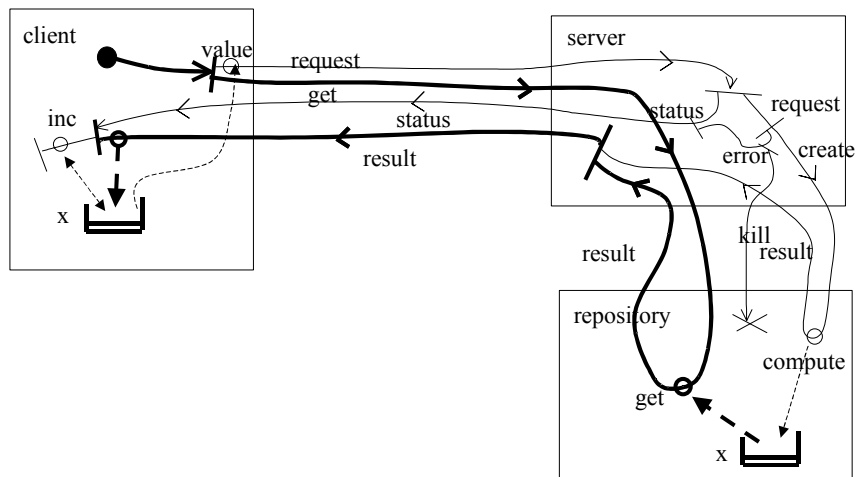 client
value
request
get
inc
status
result
x
server
status
request
error
create
kill
result
result
repository
compute
get
x